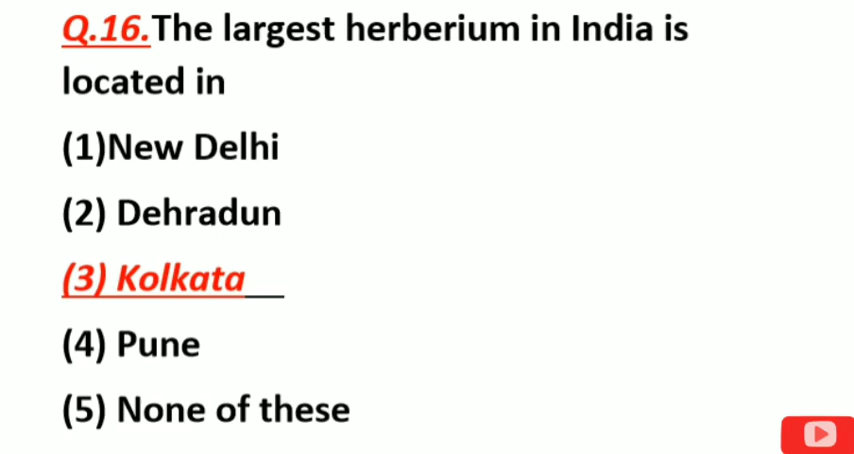 Q.16.The largest herberium in India is
located in
(1)New Delhi
(2) Dehradun
(3) Kolkata
(4) Pune
(5) None of these